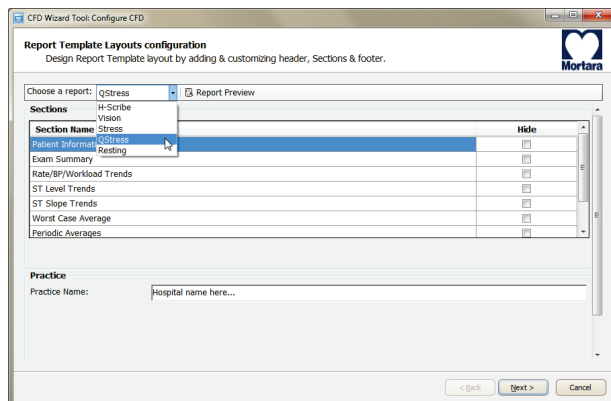 CFD Wizard Tool: Configure CFD
Report Template Layouts configuration
Design Report Template layout by adding & customizing header, Sections & footer.
Mortara
Choose a report: QStress Report Preview
H-Scribe
Vision
Stress
QStress
Resting
Sections
Section Name Hide
Patient Informati
Exam Summary
Rate/BP/Workload Trends
ST Level Trends
ST Slope Trends
Worst Case Average
Periodic Averages
Practice
Practice Name: Hospital name here...
< Back Next > Cancel